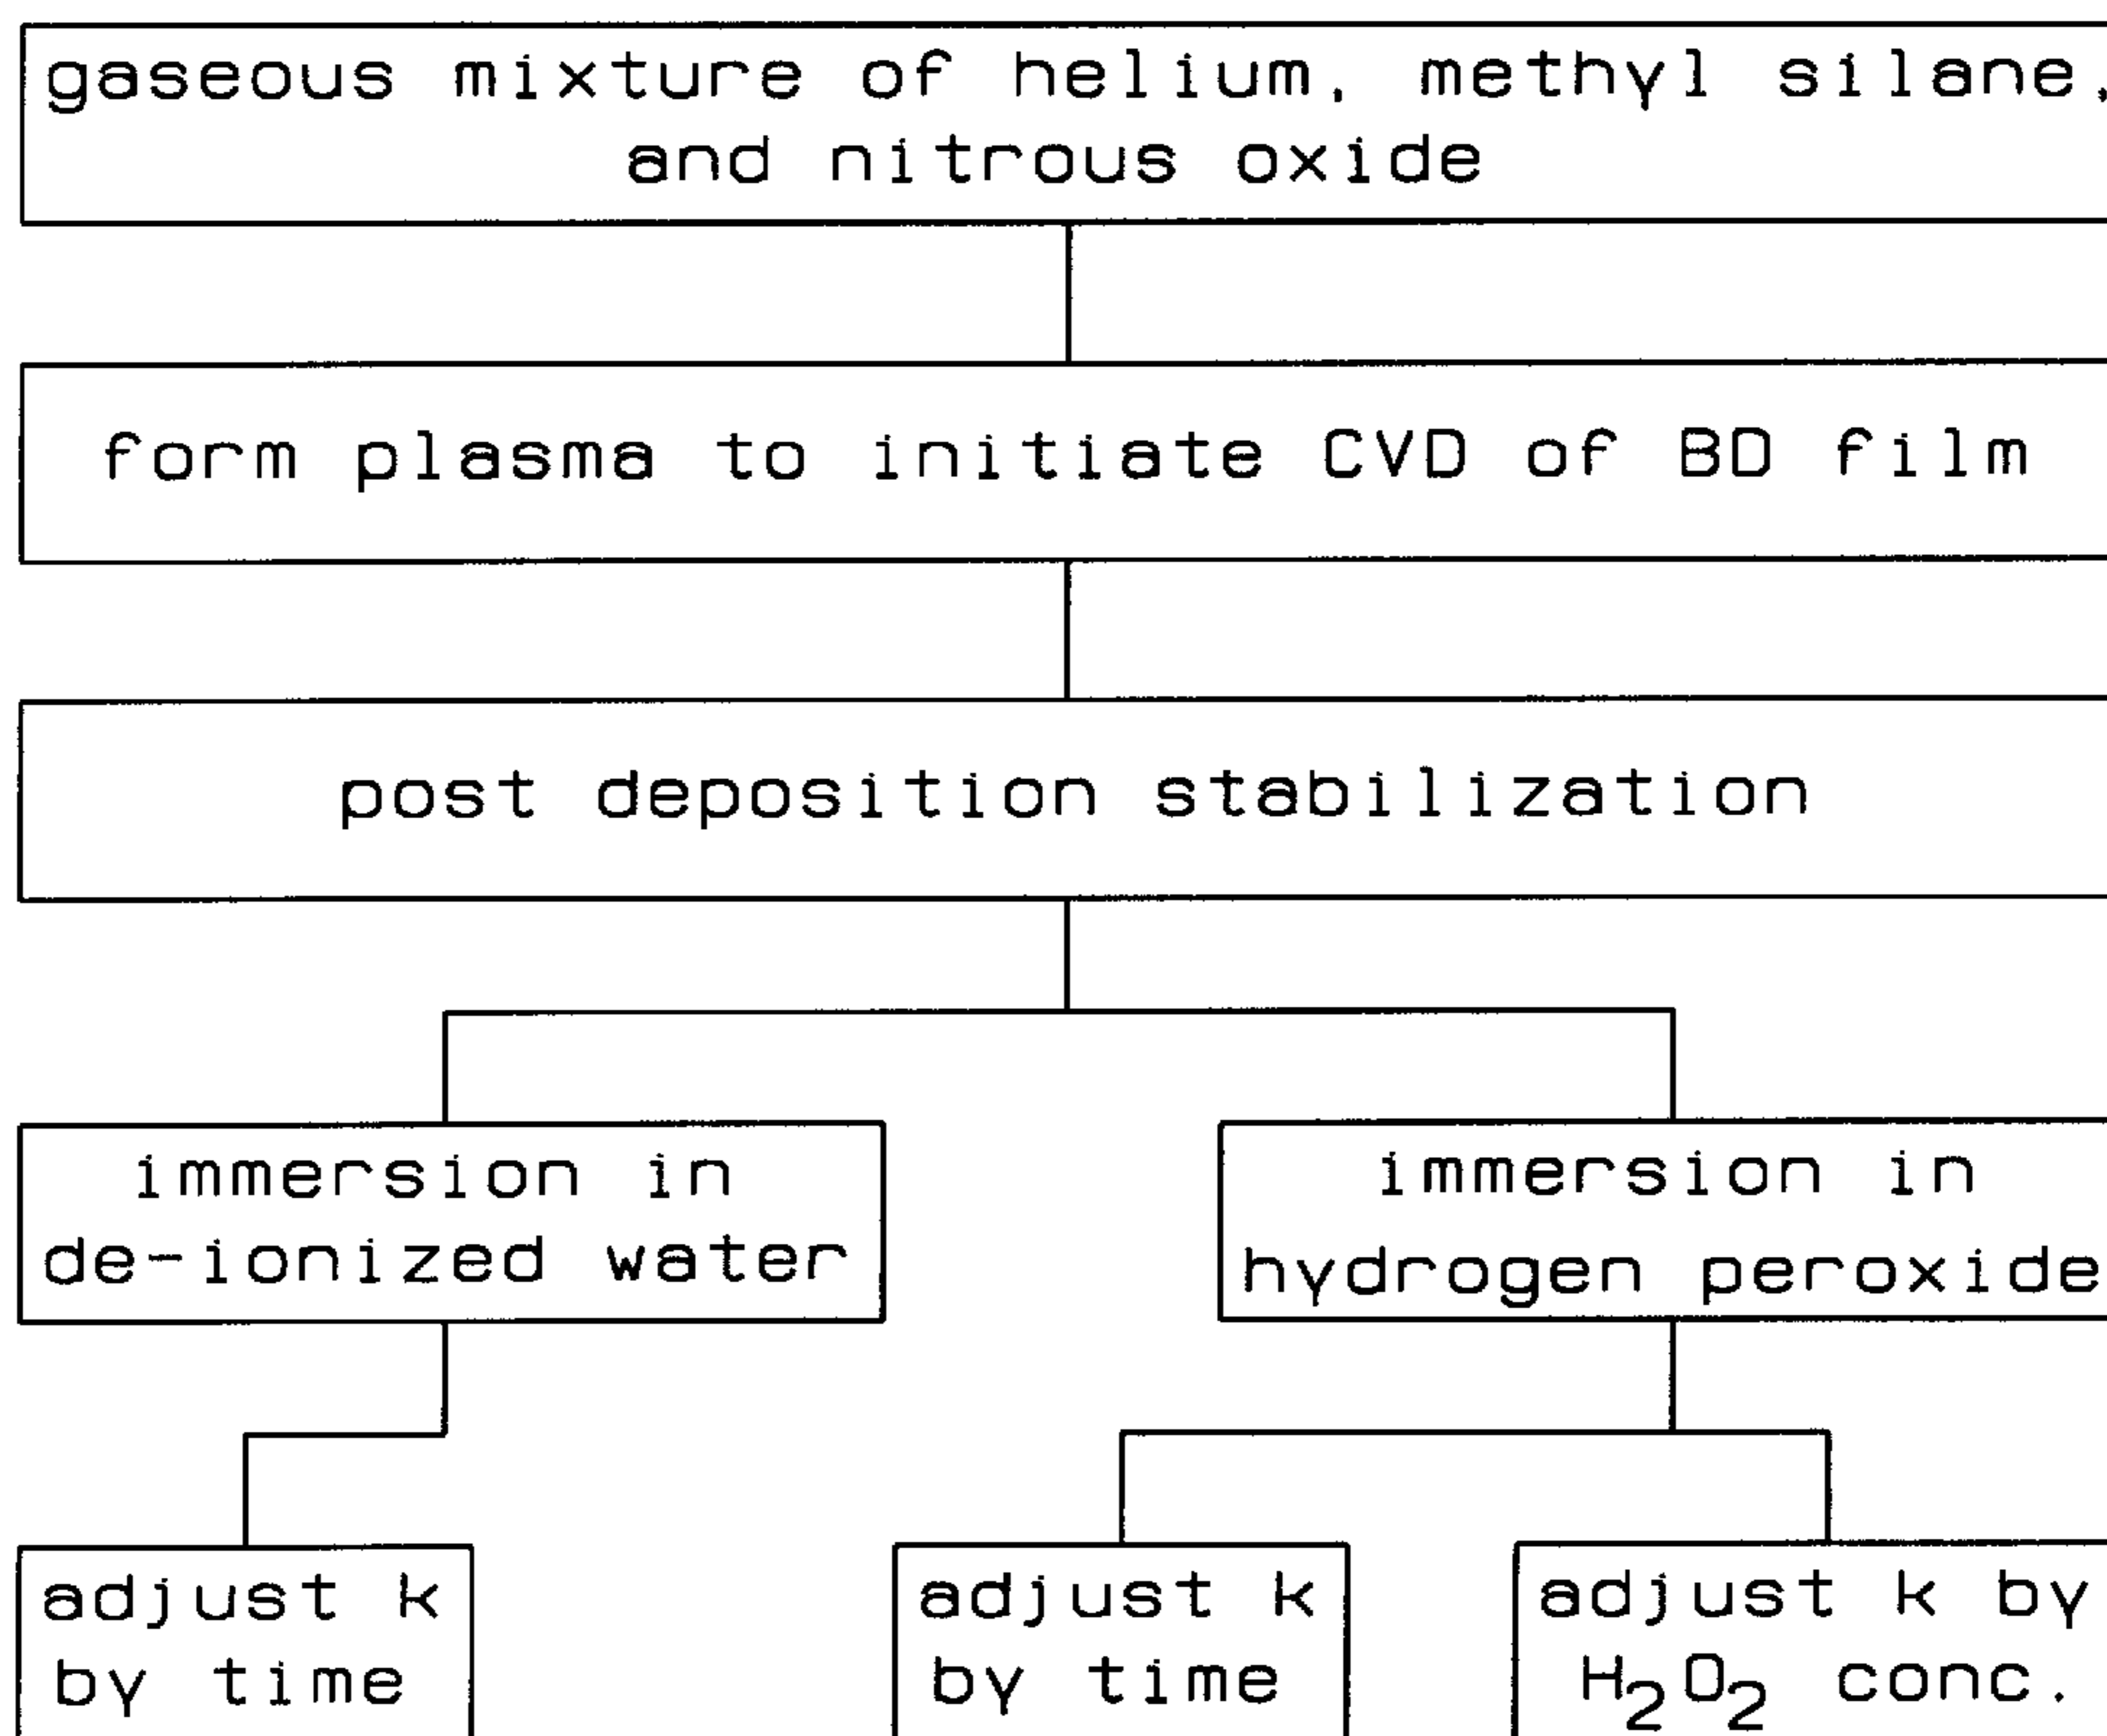 gaseous mixture of helium, methyl silane,
and nitrous oxide
form plasma to initiate CVD of BD film
post deposition stabilization
immersion in
de-ionized water
immersion in
hydrogen peroxide
adjust k
by time
adjust k
by time
adjust k by
H₂O₂ conc.